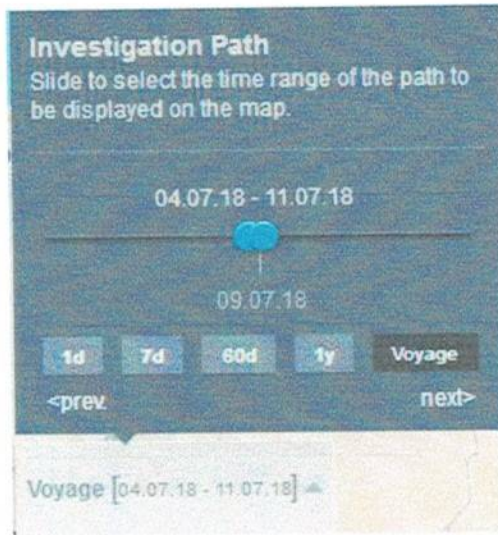 Investigation Path
Slide to select the time range of the path to
be displayed on the map.
04.07.18 - 11.07.18
09.07.18
1d 7d 60d 1y Voyage
<prev. next>
Voyage [04.07.18 - 11.07.18]